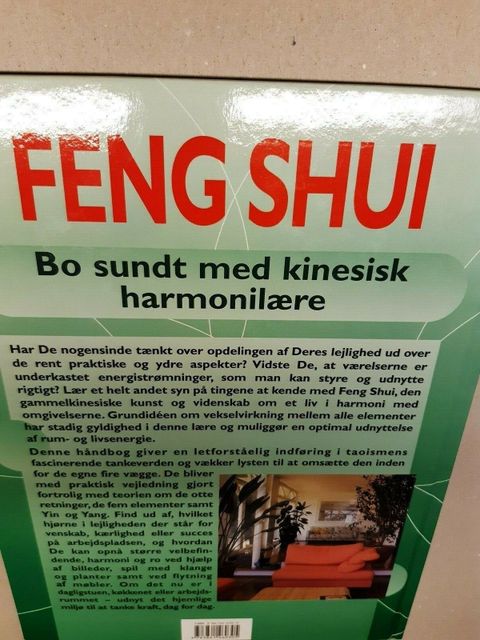 FENG SHUI
Bo sundt med kinesisk
harmonilære
Har De nogensinde tænkt over opdelingen af Deres lejlighed ud over
de rent praktiske og ydre aspekter? Vidste De, at værelserne er
underkastet energistrømninger, som man kan styre og udnytte
rigtigt? Lær et helt andet syn på tingene at kende med Feng Shui, den
gammelkinesiske kunst og videnskab om et liv i harmoni med
omgivelserne. Grundidéen om vekselvirkning mellem alle elementer
har stadig gyldighed i denne lære og muliggør en optimal udnyttelse
af rum- og livsenergie.
Denne håndbog giver en letforståelig indføring i taoismens
fascinerende tankeverden og vækker lysten til at omsætte den inden
for de egne fire vægge. De bliver
med praktisk vejledning gjort
fortrolig med teorien om de otte
retninger, de fem elementer samt
Yin og Yang. Find ud af, hvilket
hjørne i lejligheden der står for
venskab, kærlighed eller succes
på arbejdspladsen, og hvordan
De kan opnå større velbefin-
dende, harmoni og ro ved hjælp
af billeder, spil med klange
og planter samt ved flytning
af møbler. Om det nu er i
dagligstuen, køkkenet eller arbejds-
rummet – udnyt det hjemlige
miljø til at tanke kraft, dag for dag.